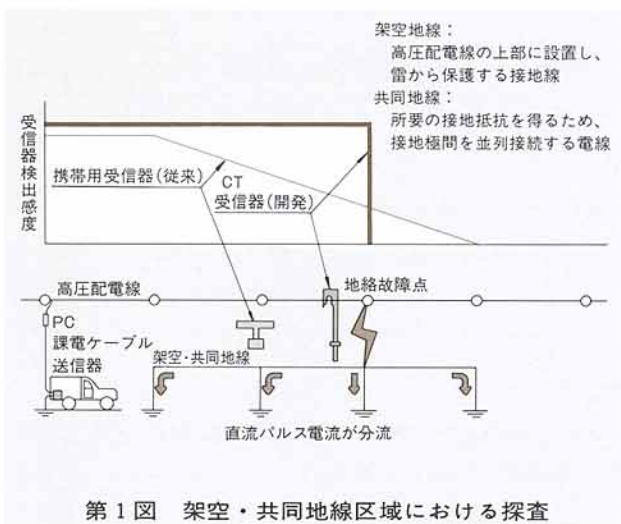 架空地線：
高圧配電線の上部に設置し、
雷から保護する接地線
共同地線：
所要の接地抵抗を得るため、
接地極間を並列接続する電線
受信器検出感度
携帯用受信器(従来)
CT
受信器(開発)
高圧配電線
地絡故障点
PC
課電ケーブル
送信器
架空・共同地線
直流パルス電流が分流
第1図 架空・共同地線区域における探査